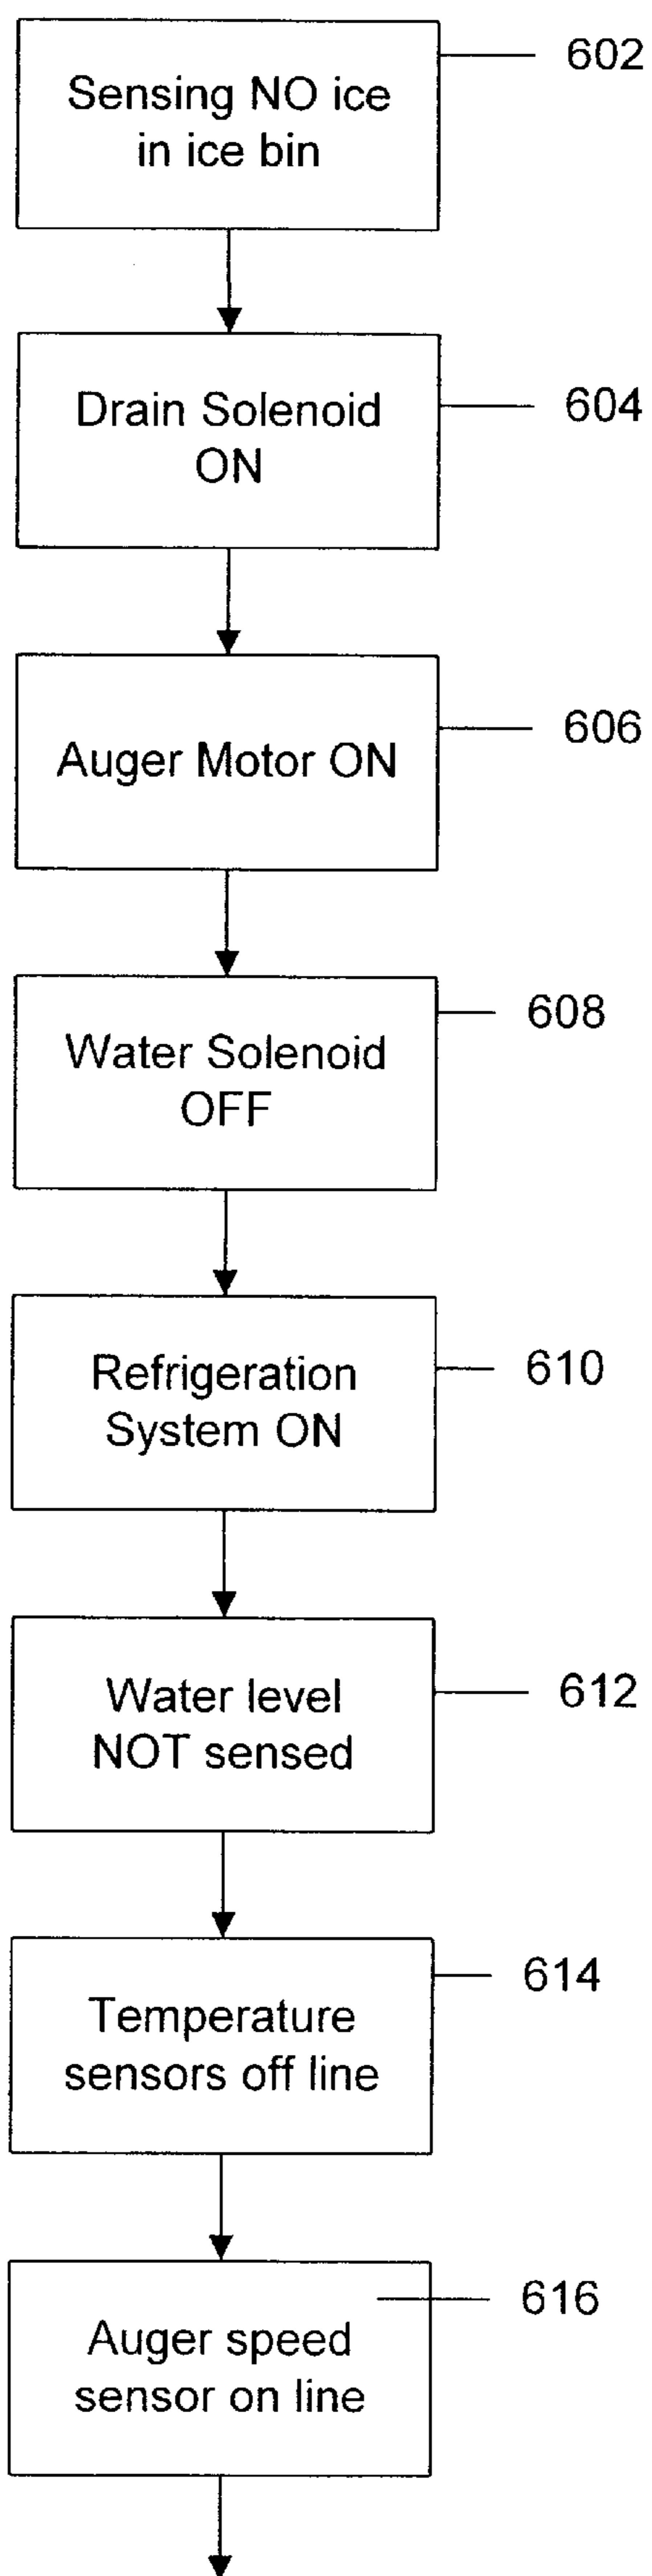 Sensing NO ice
in ice bin
602
Drain Solenoid
ON
604
Auger Motor ON
606
Water Solenoid
OFF
608
Refrigeration
System ON
610
Water level
NOT sensed
612
Temperature
sensors off line
614
Auger speed
sensor on line
616